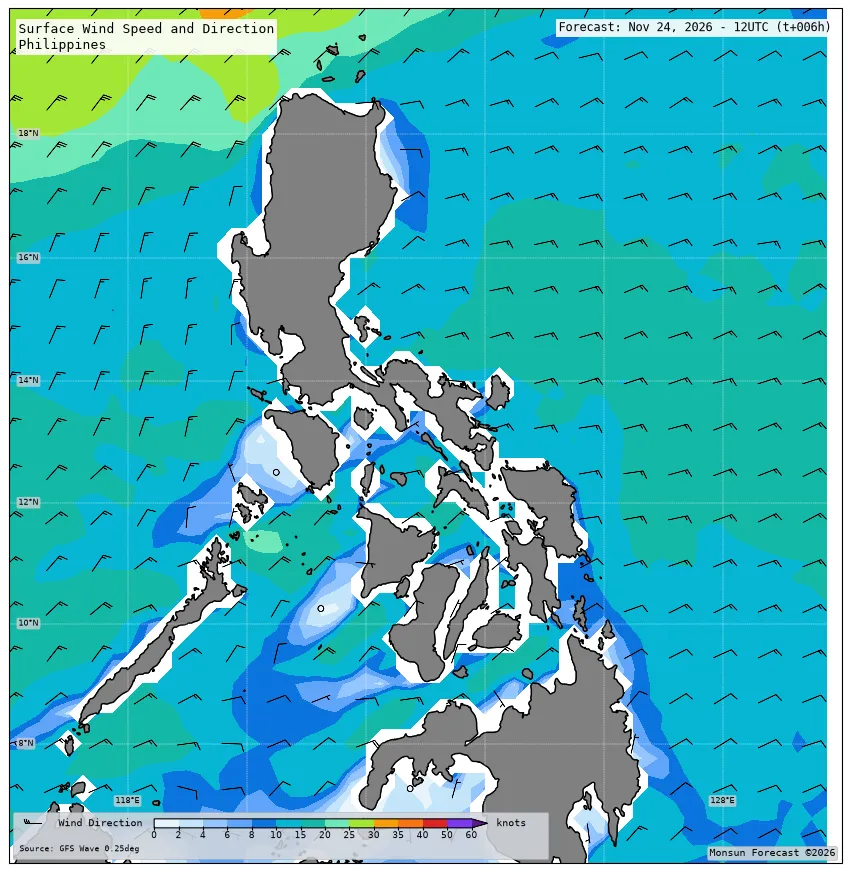 Surface Wind Speed and Direction
Philippines
Forecast: Nov 24, 2026 - 12UTC (t+006h)
18°N
16°N
14°N
12°N
10°N
8°N
118°E
128°E
Wind Direction
0 2 4 6 8 10 15 20 25 30 35 40 50 60
knots
Source: GFS Wave 0.25deg
Monsun Forecast ©2026